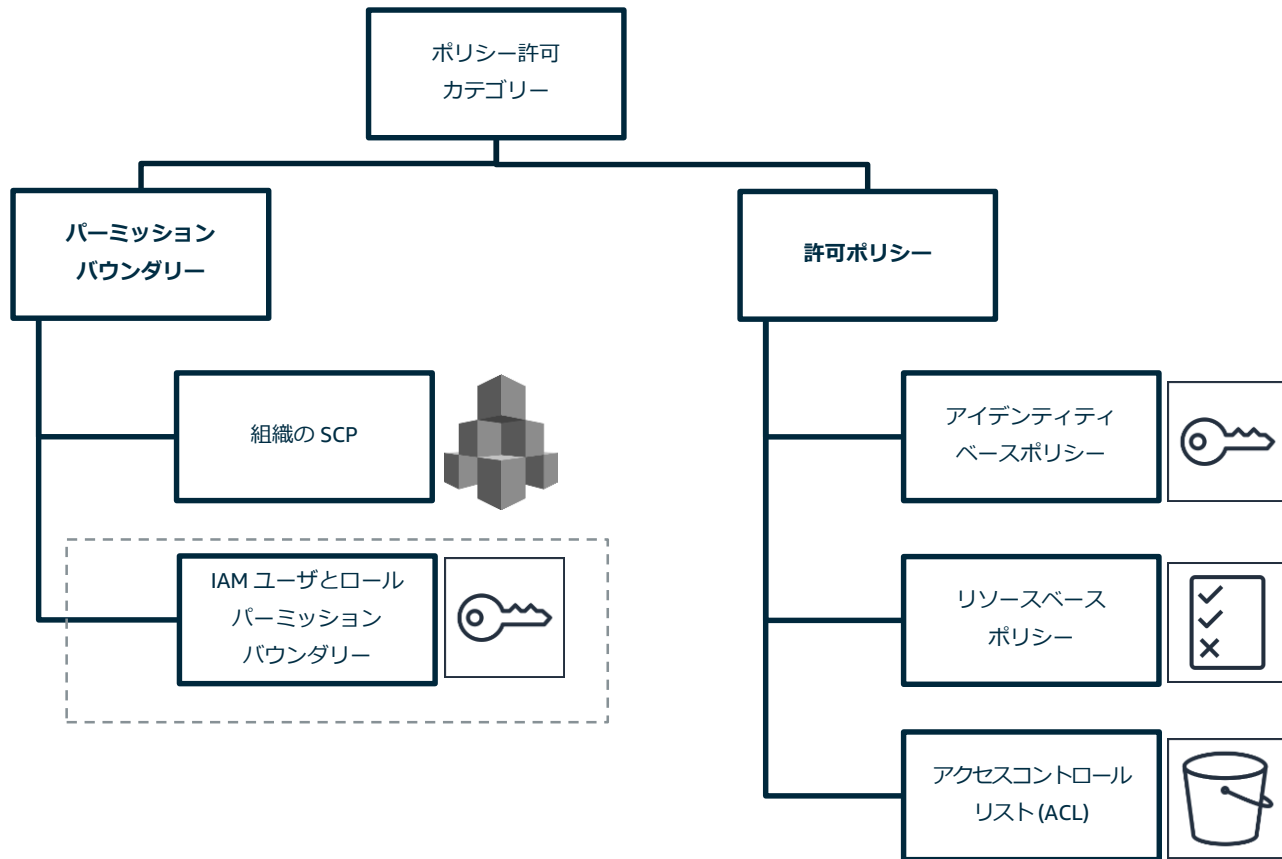 ポリシー許可
カテゴリー
パーミッション
バウンダリー
許可ポリシー
組織の SCP
アイデンティティ
ベースポリシー
IAM ユーザとロール
パーミッション
バウンダリー
リソースベース
ポリシー
アクセスコントロール
リスト (ACL)